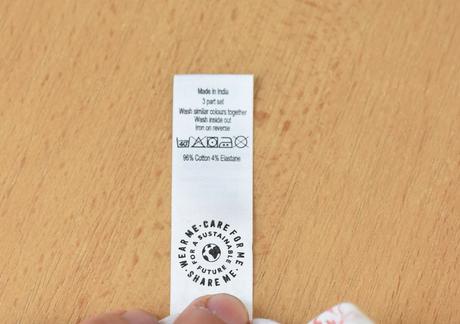 Made in India
3 part set
Wash similar colours together
Wash inside out
Iron on reverse
96% Cotton 4% Elastane
WEAR ME · CARE FOR ME · SHARE ME ·
FOR A SUSTAINABLE FUTURE